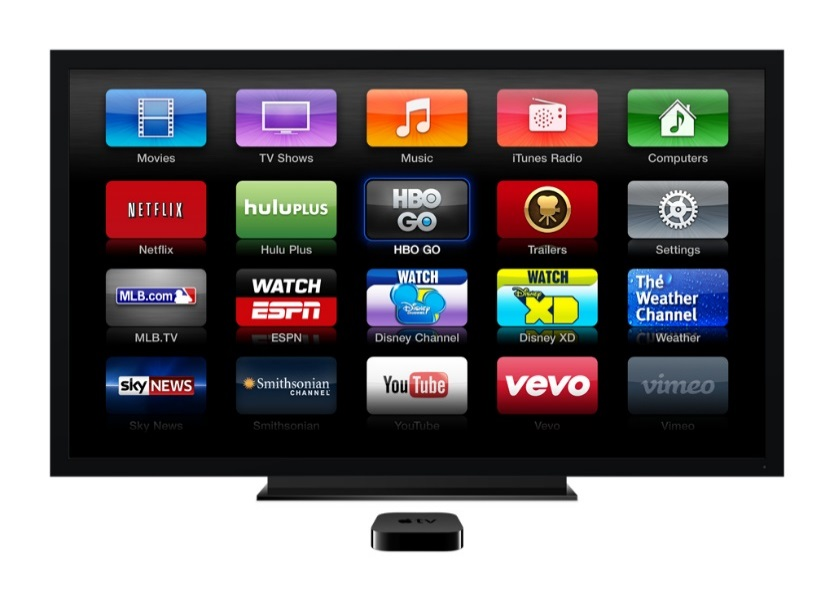 Movies
TV Shows
Music
iTunes Radio
Computers
NETFLIX
huluPLUS
HBO
GO
Netflix
Hulu Plus
HBO GO
Trailers
Settings
MLB.com
WATCH
ESPN
WATCH
Disney
Channel
WATCH
Disney
XD
The
Weather
Channel
MLB.TV
ESPN
Disney Channel
Disney XD
Weather
sky NEWS
Smithsonian
CHANNEL
YouTube
vevo
vimeo
Sky News
Smithsonian
YouTube
Vevo
Vimeo
tv